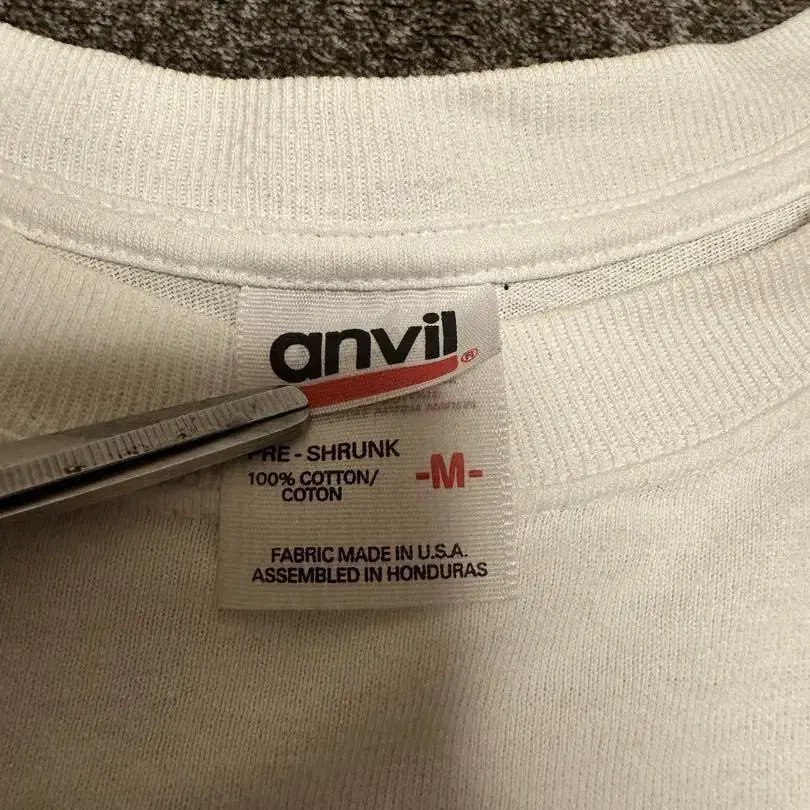 anvil®
PRE - SHRUNK
100% COTTON/
COTON
-M-
FABRIC MADE IN U.S.A.
ASSEMBLED IN HONDURAS